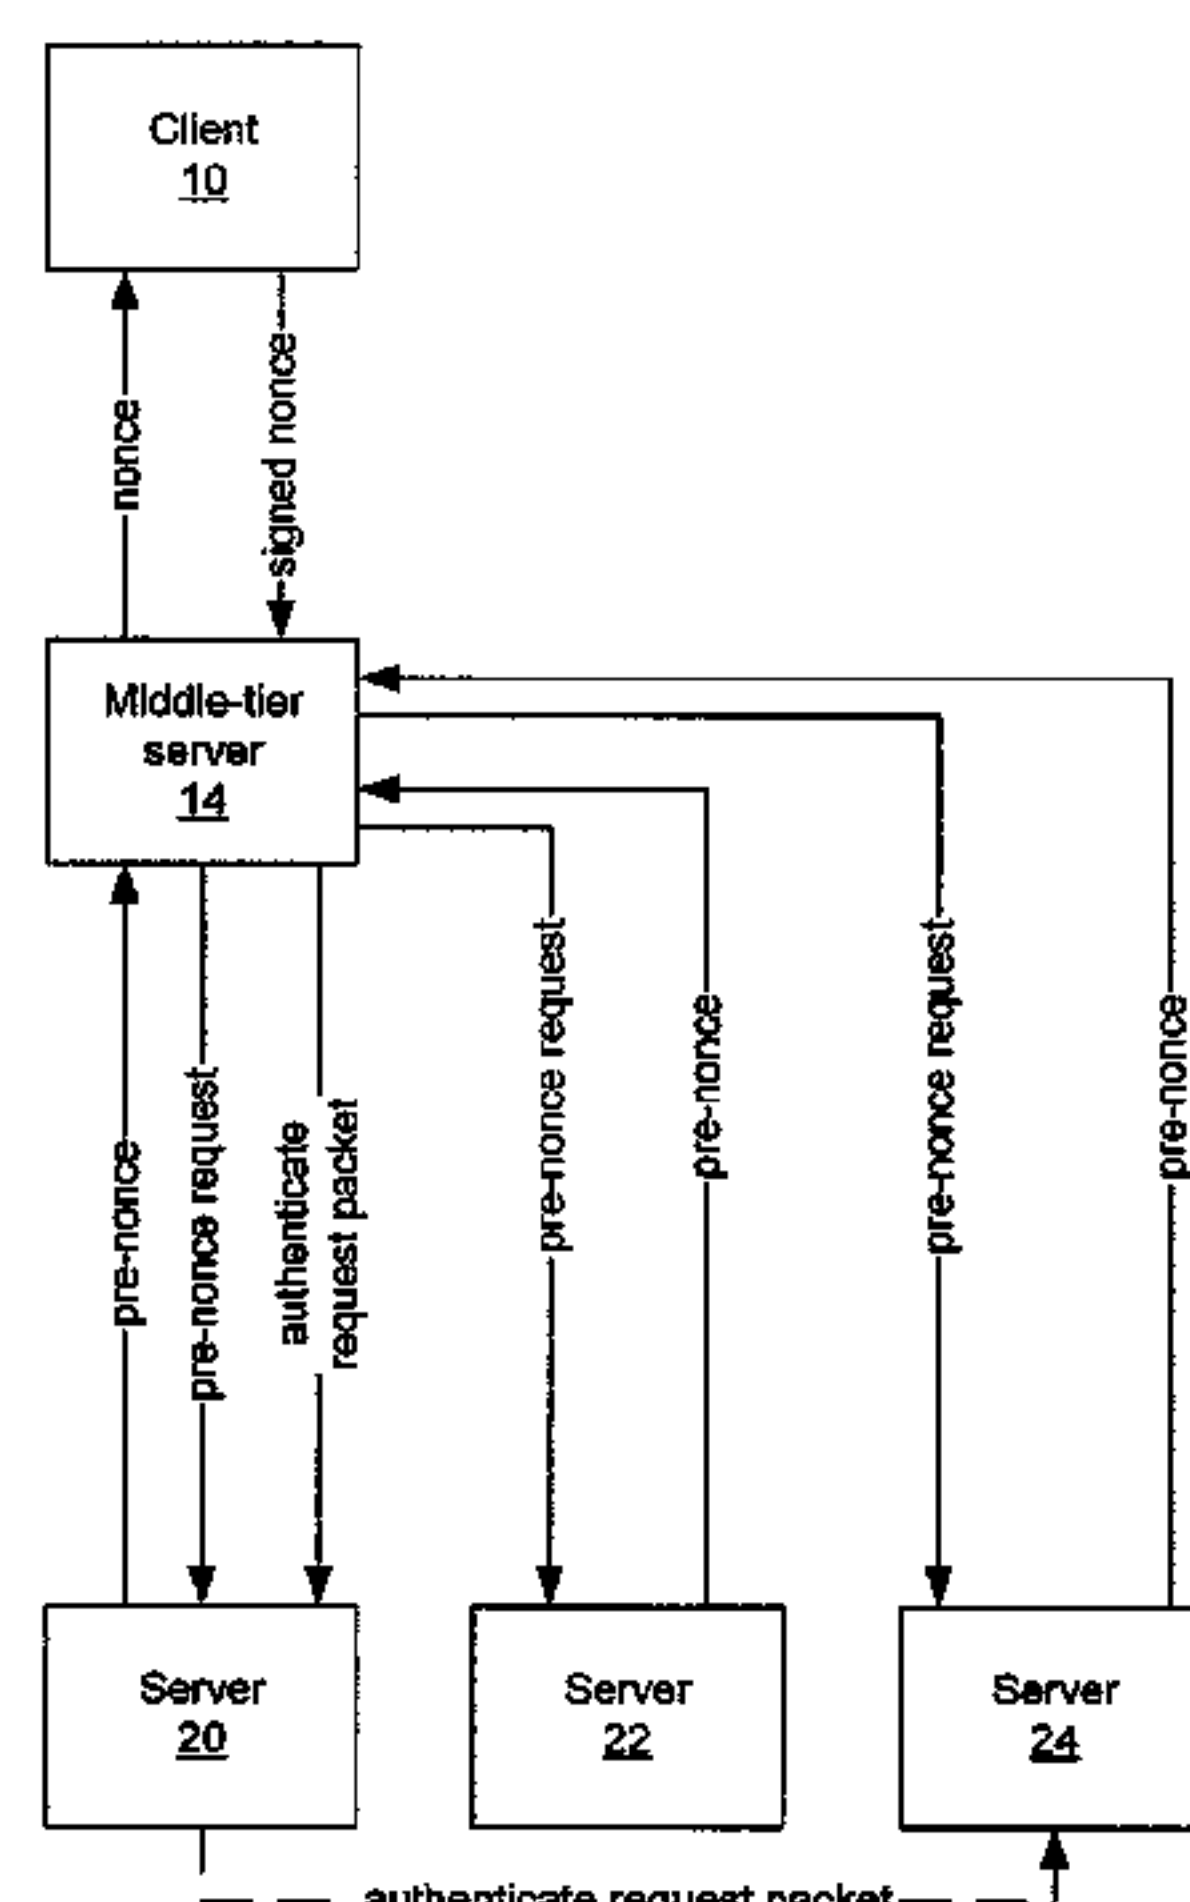 Client
10
nonce
signed nonce
Middle-tier
server
14
pre-nonce
pre-nonce request
authenticate
request packet
pre-nonce request
pre-nonce
pre-nonce request
pre-nonce
Server
20
Server
22
Server
24
authenticate request packet